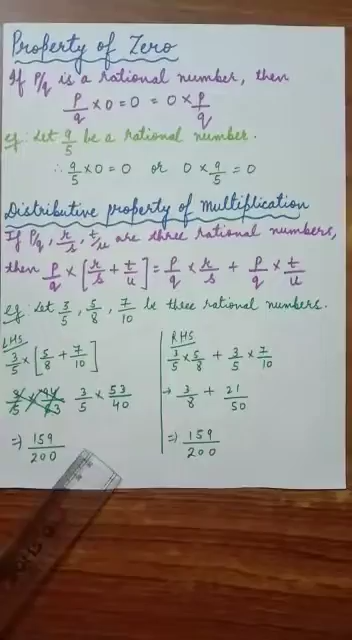 Property of Zero
If P/q is a rational number, then
p/q × 0 = 0 = 0 × p/q
eg: Let 9/5 be a rational number.
∴ 9/5 × 0 = 0 or 0 × 9/5 = 0
Distributive property of Multiplication
If P/q, r/s, t/u are three rational numbers,
then p/q × [r/s + t/u] = p/q × r/s + p/q × t/u
eg: Let 3/5, 5/8, 7/10 be three rational numbers.
LHS
3/5 × [5/8 + 7/10]
3/5 × 53/40
⇒ 159/200
RHS
3/5 × 5/8 + 3/5 × 7/10
→ 3/8 + 21/50
⇒ 159/200